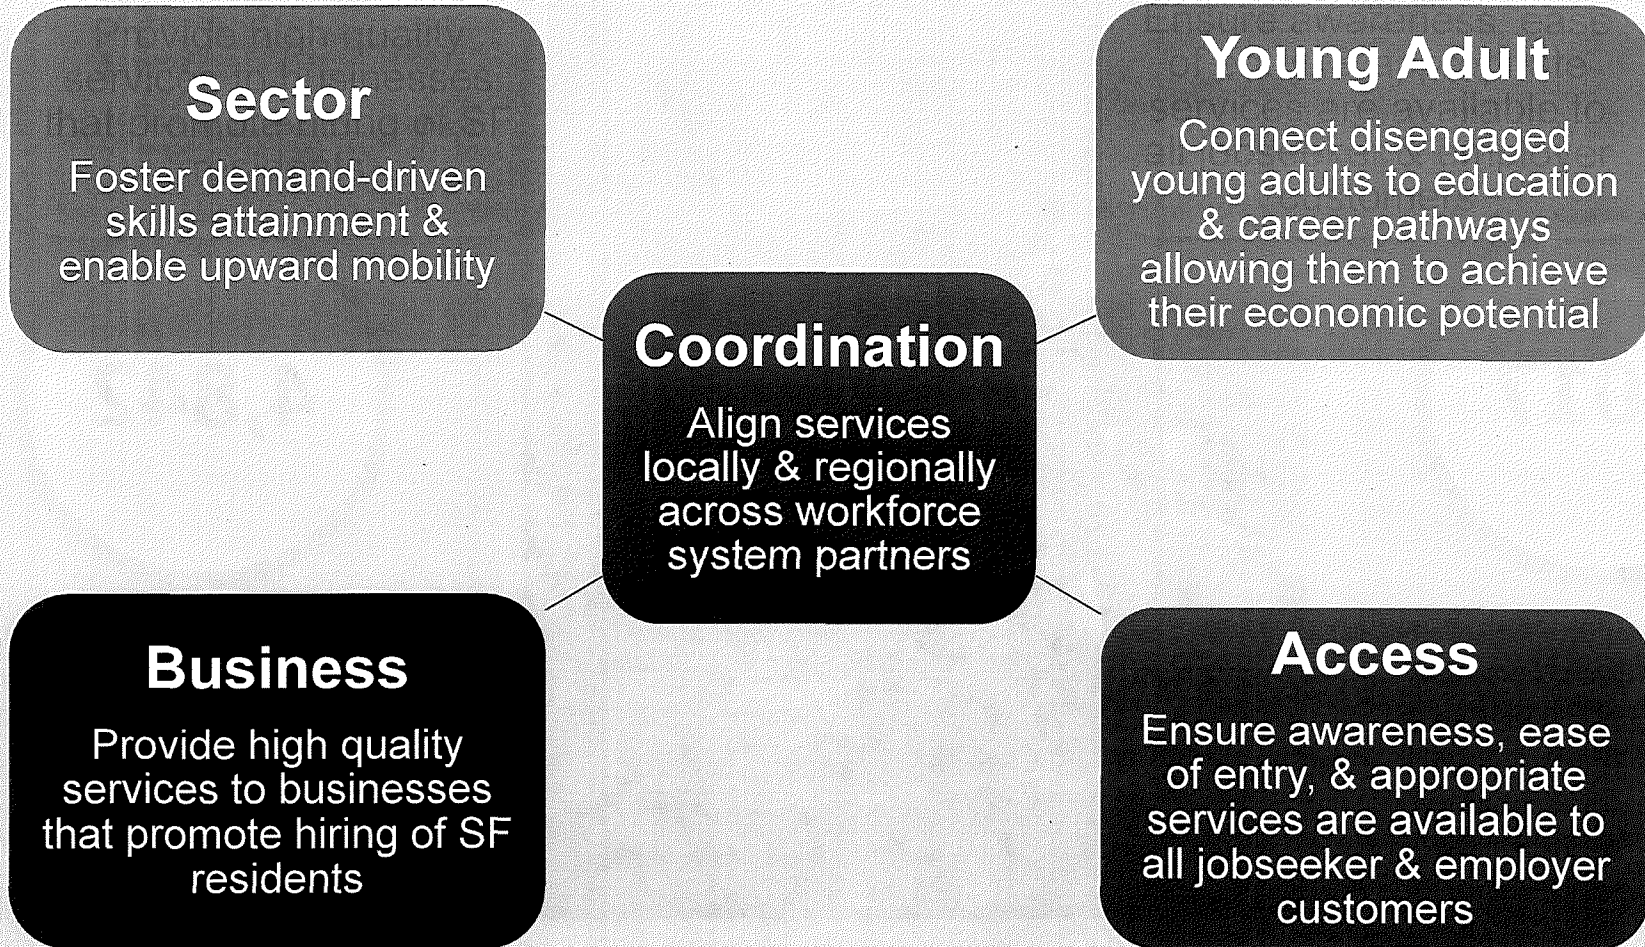 Sector
Foster demand-driven
skills attainment &
enable upward mobility
Young Adult
Connect disengaged
young adults to education
& career pathways
allowing them to achieve
their economic potential
Coordination
Align services
locally & regionally
across workforce
system partners
Business
Provide high quality
services to businesses
that promote hiring of SF
residents
Access
Ensure awareness, ease
of entry, & appropriate
services are available to
all jobseeker & employer
customers